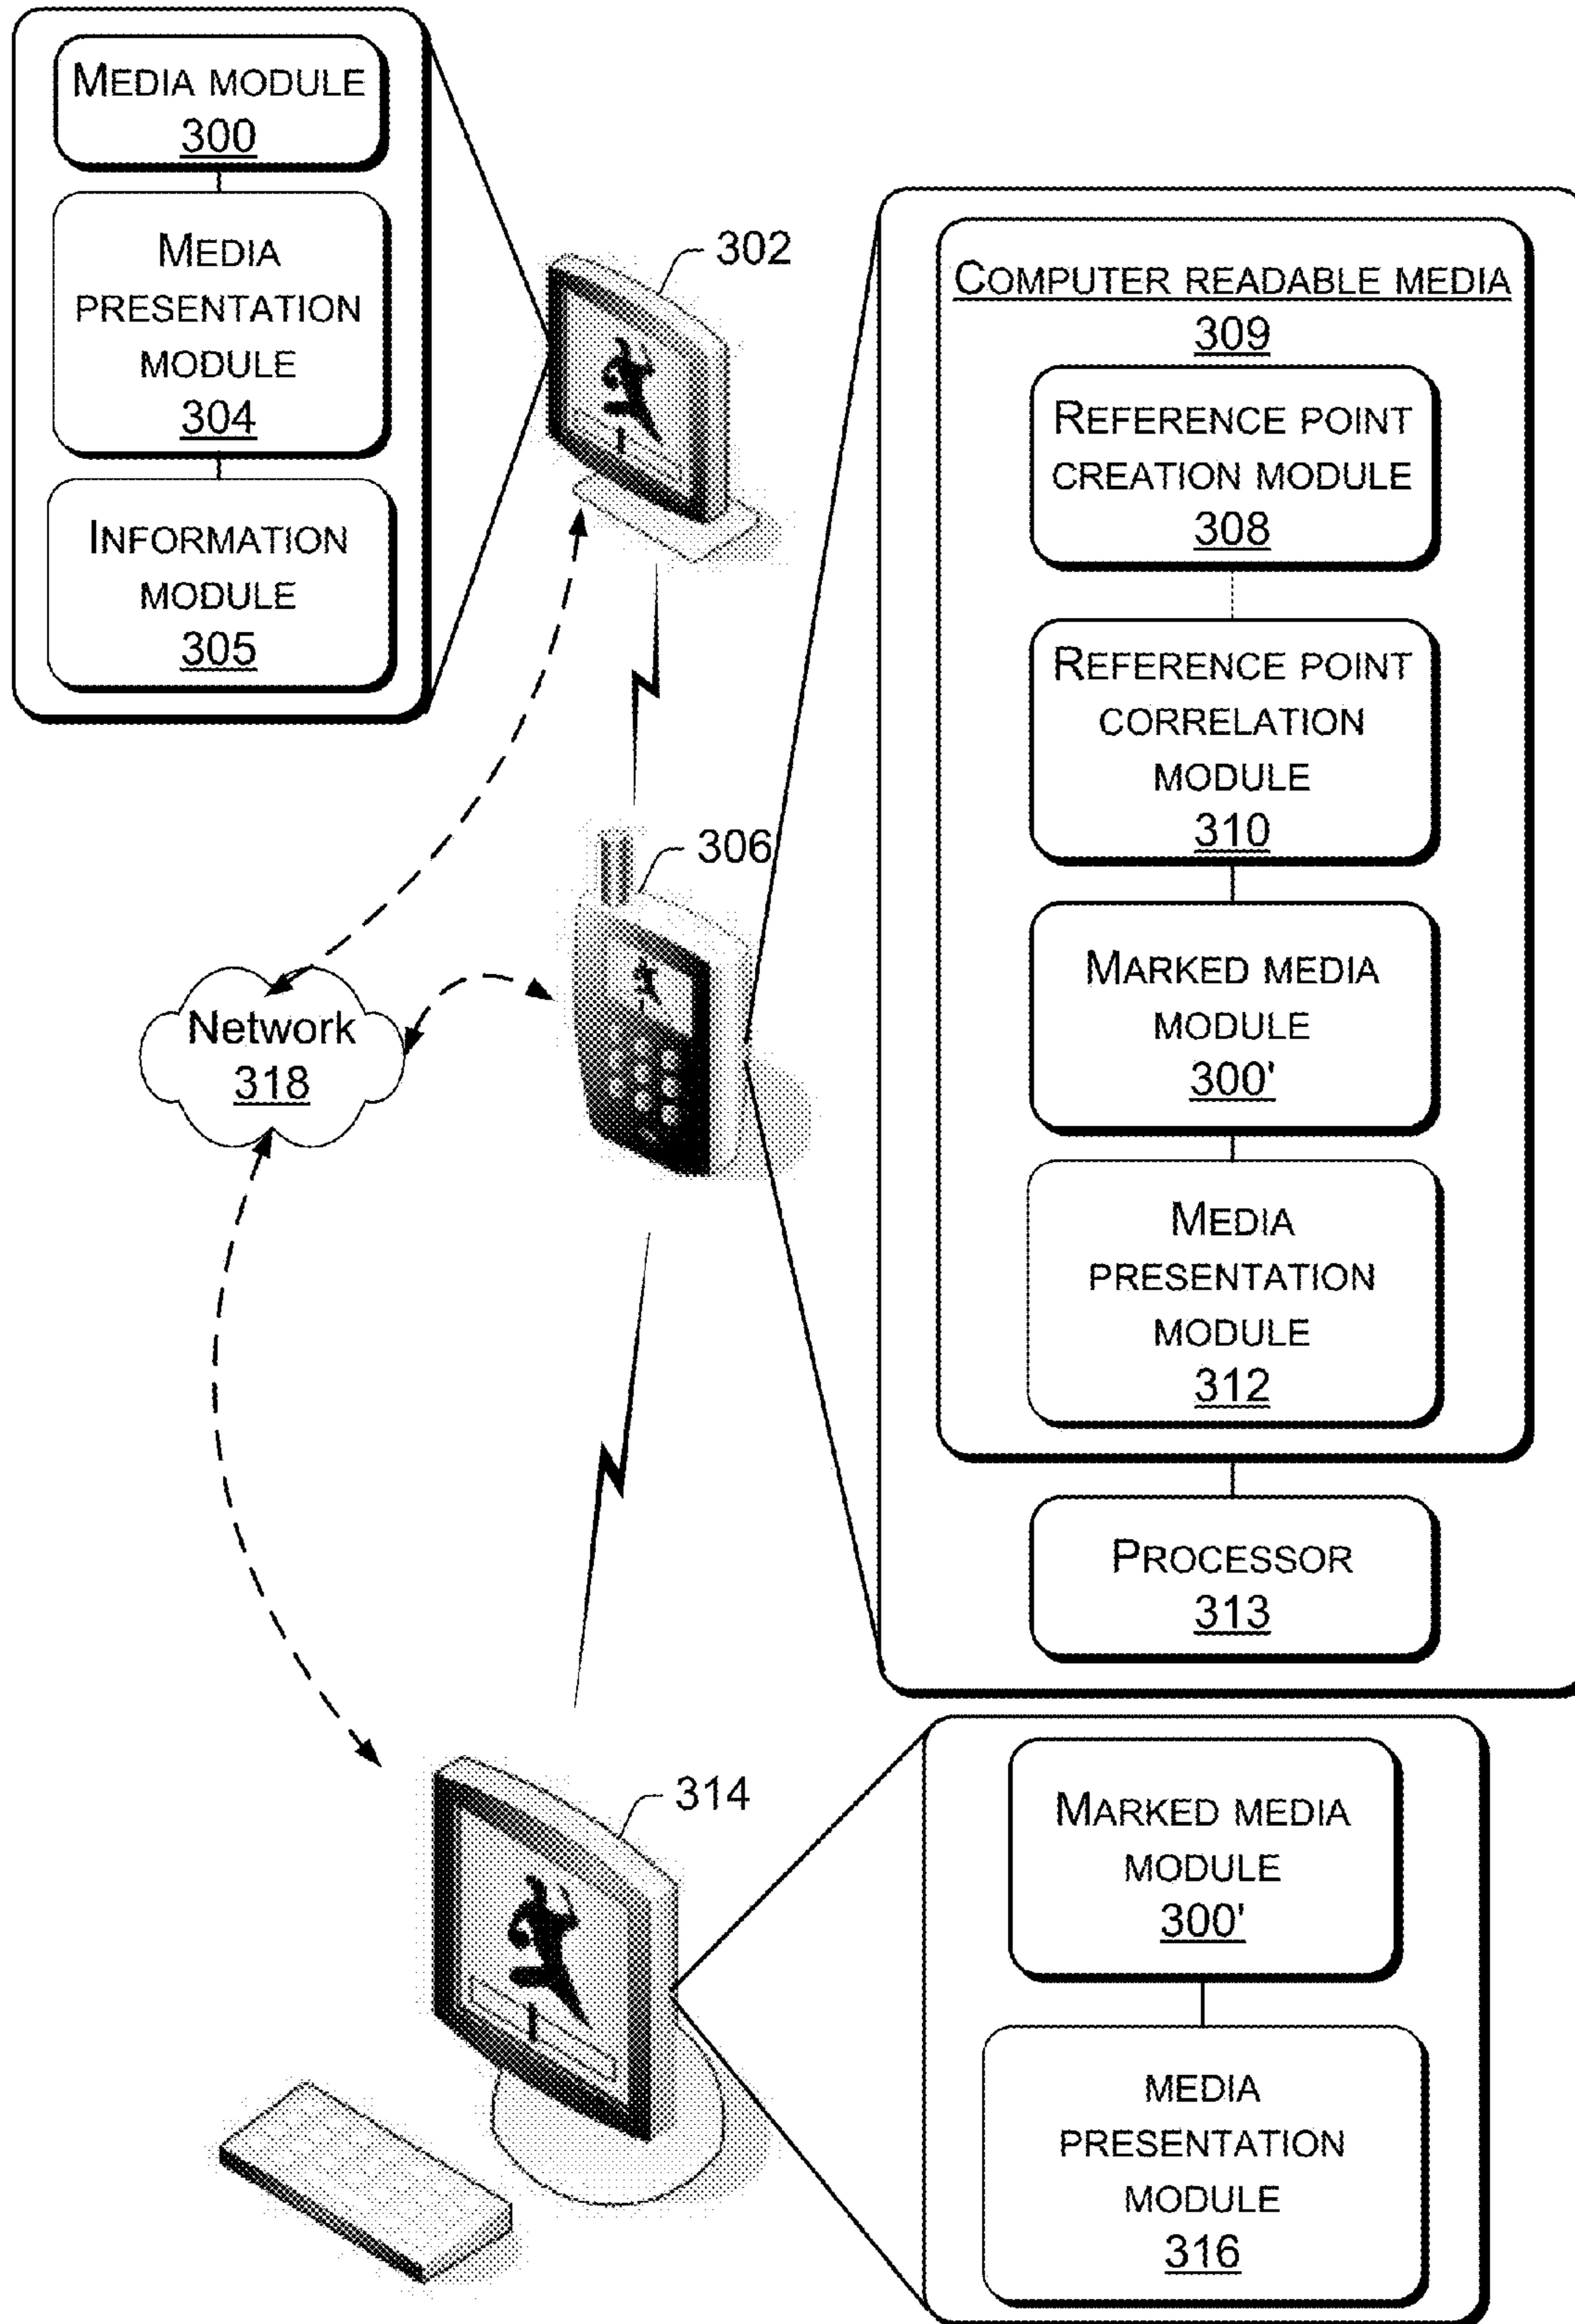 MEDIA MODULE
300
MEDIA
PRESENTATION
MODULE
304
INFORMATION
MODULE
305
302
COMPUTER READABLE MEDIA
309
REFERENCE POINT
CREATION MODULE
308
REFERENCE POINT
CORRELATION
MODULE
310
306
MARKED MEDIA
MODULE
300'
Network
318
MEDIA
PRESENTATION
MODULE
312
PROCESSOR
313
314
MARKED MEDIA
MODULE
300'
MEDIA
PRESENTATION
MODULE
316